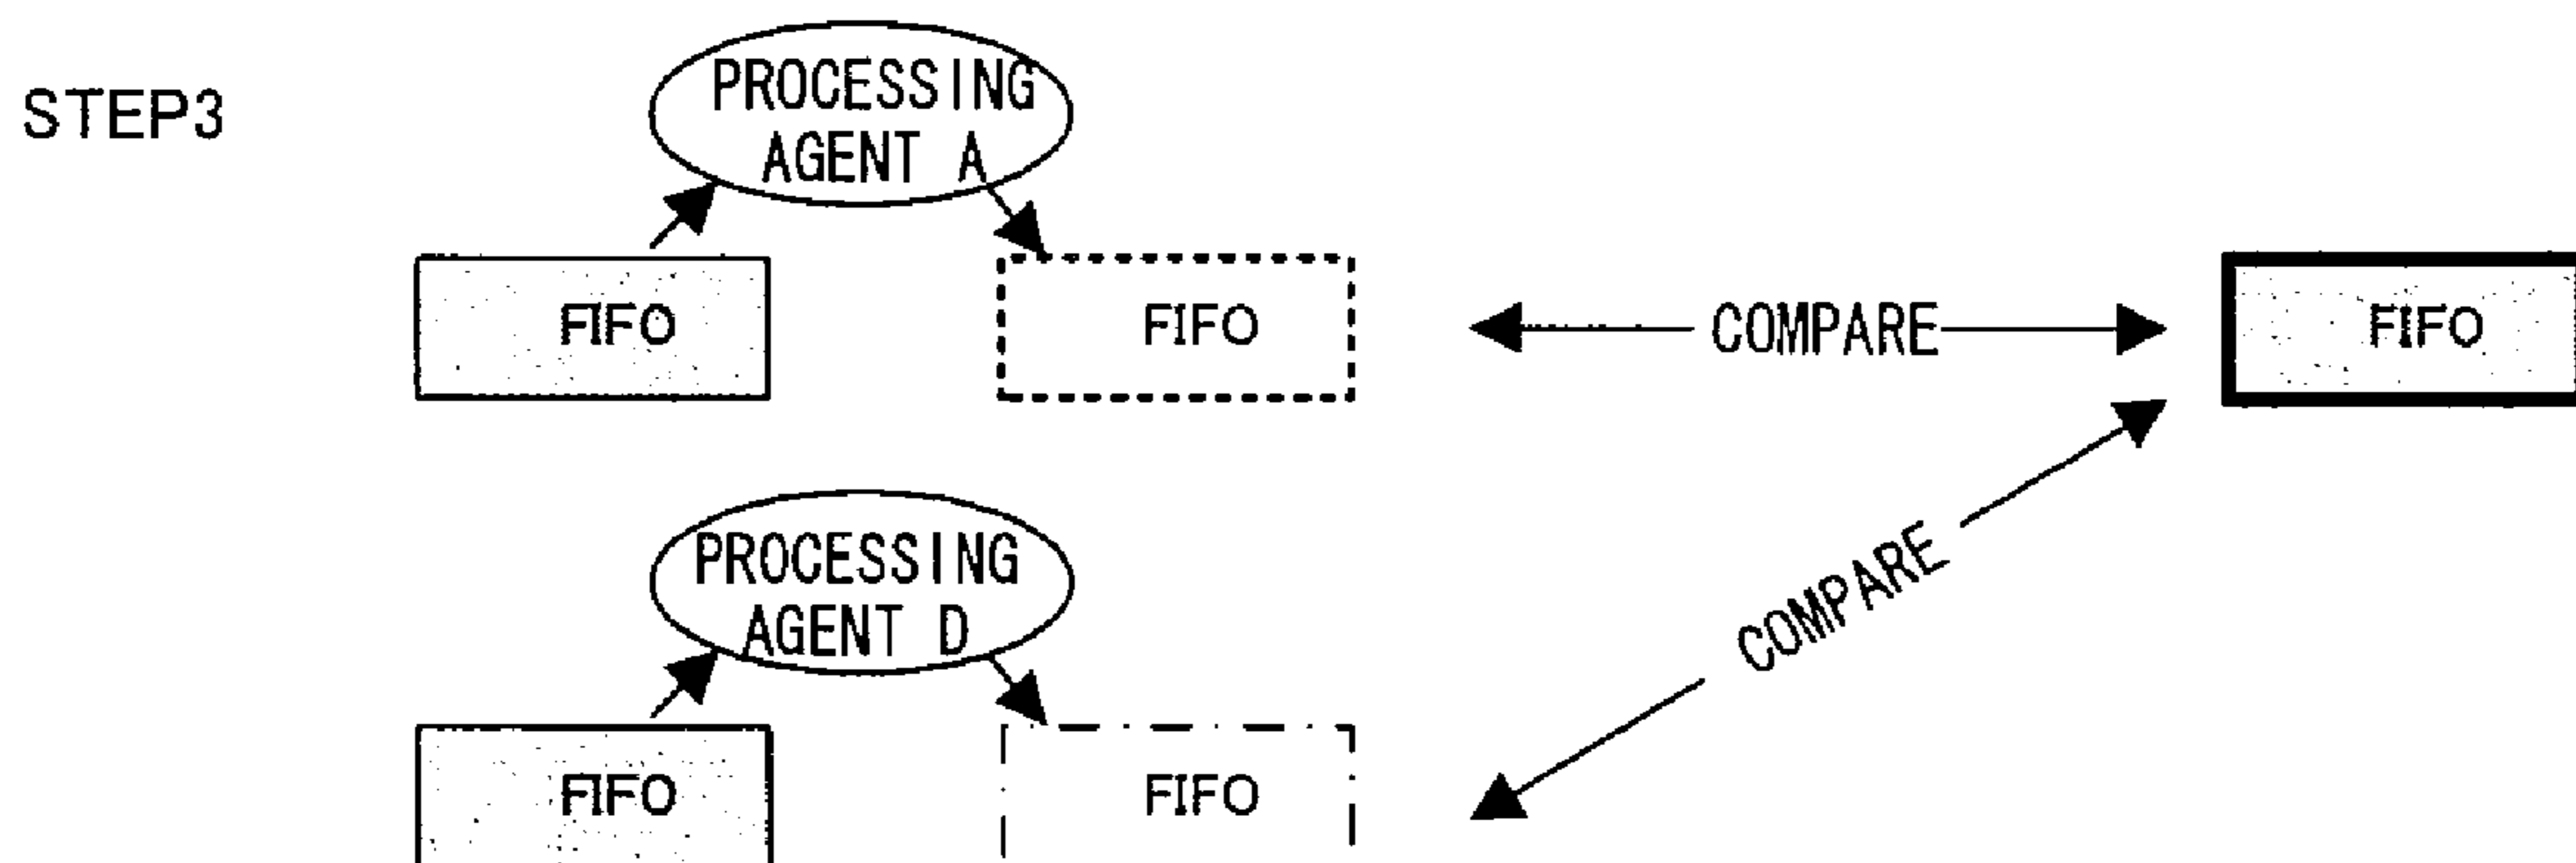 STEP3
PROCESSING
AGENT A
FIFO
FIFO
COMPARE
FIFO
PROCESSING
AGENT D
COMPARE
FIFO
FIFO